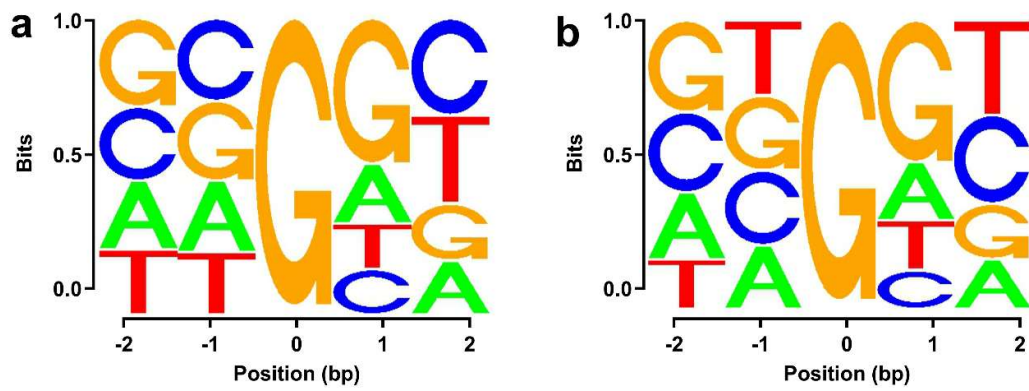 a
Bits
1.0
0.5
0.0
G C G G C
C G A T
A A T G
T T C A
-2 -1 0 1 2
Position (bp)
b
Bits
1.0
0.5
0.0
G T G G T
C G A C
A C T G
T A C A
-2 -1 0 1 2
Position (bp)